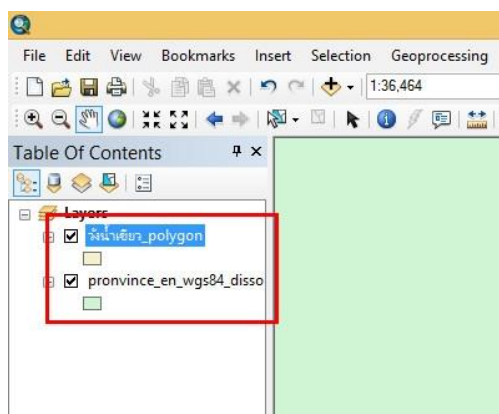 File Edit View Bookmarks Insert Selection Geoprocessing
1:36,464
Table Of Contents
Layers
วังน้ำเขียว_polygon
pronvince_en_wgs84_disso